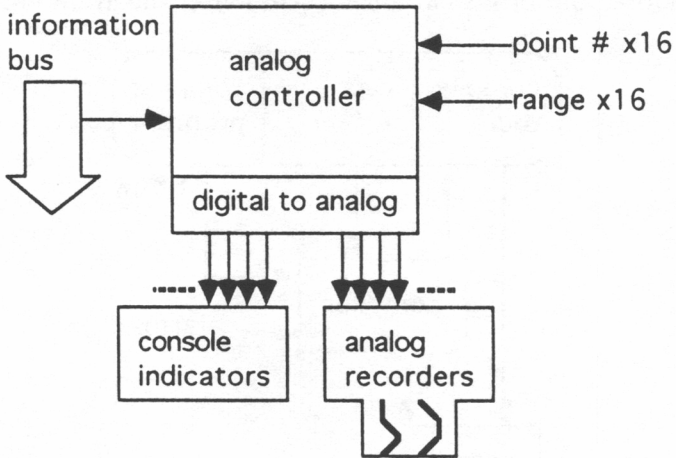 information
bus
analog
controller
point # x16
range x16
digital to analog
console
indicators
analog
recorders